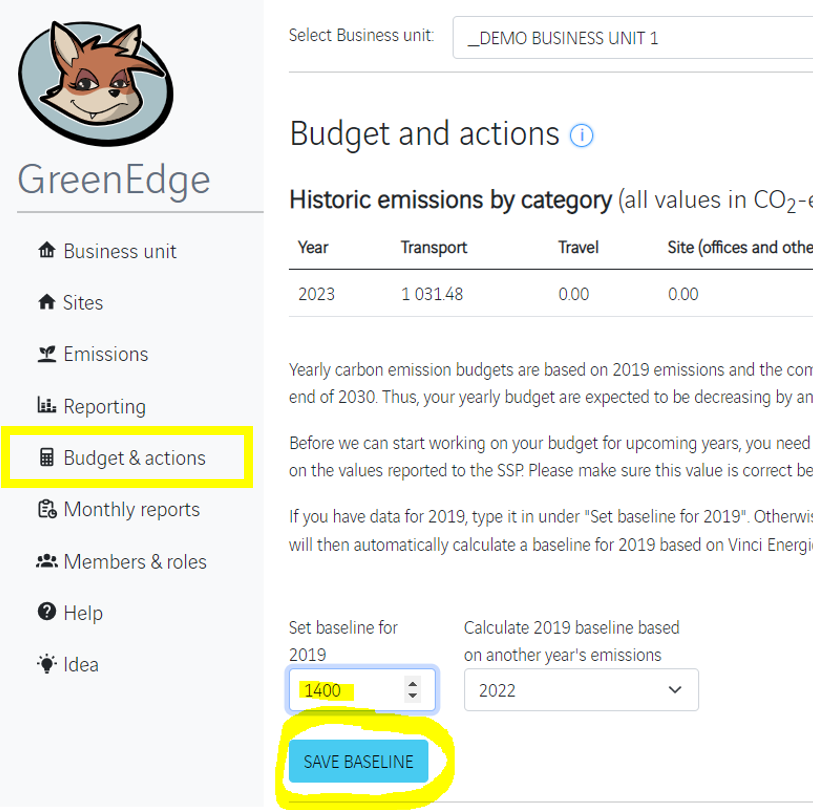 Select Business unit:
_DEMO BUSINESS UNIT 1
GreenEdge
Business unit
Sites
Emissions
Reporting
Budget & actions
Monthly reports
Members & roles
Help
Idea
Budget and actions
Historic emissions by category (all values in CO2-e
Year Transport Travel Site (offices and othe
2023 1 031.48 0.00 0.00
Yearly carbon emission budgets are based on 2019 emissions and the com
end of 2030. Thus, your yearly budget are expected to be decreasing by an
Before we can start working on your budget for upcoming years, you need
on the values reported to the SSP. Please make sure this value is correct be
If you have data for 2019, type it in under "Set baseline for 2019". Otherwis
will then automatically calculate a baseline for 2019 based on Vinci Energi
Set baseline for
2019
1400
SAVE BASELINE
Calculate 2019 baseline based
on another year's emissions
2022